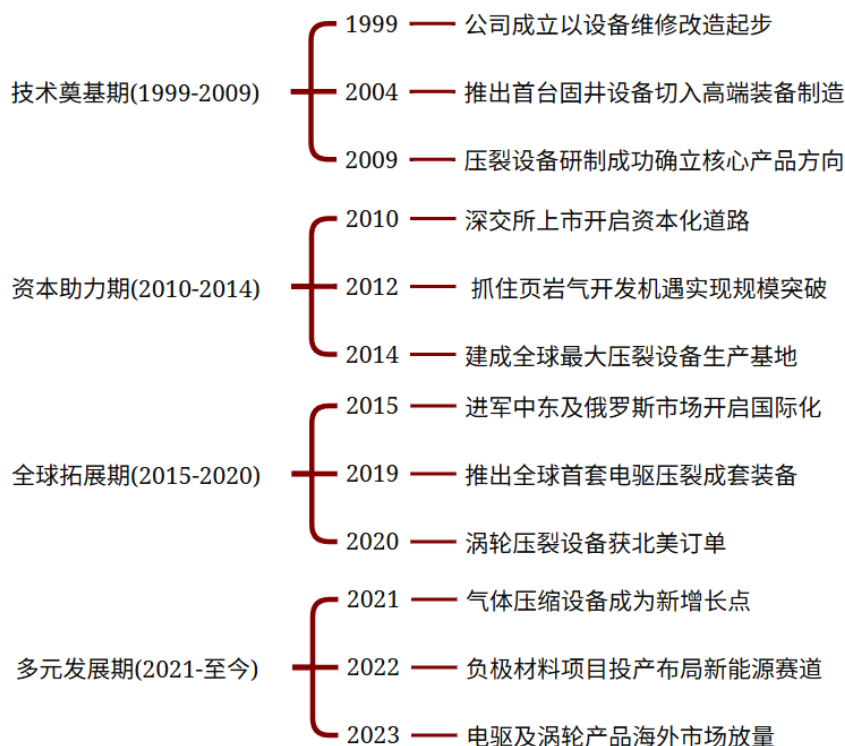 技术奠基期(1999-2009)
1999 公司成立以设备维修改造起步
2004 推出首台固井设备切入高端装备制造
2009 压裂设备研制成功确立核心产品方向
资本助力期(2010-2014)
2010 深交所上市开启资本化道路
2012 抓住页岩气开发机遇实现规模突破
2014 建成全球最大压裂设备生产基地
全球拓展期(2015-2020)
2015 进军中东及俄罗斯市场开启国际化
2019 推出全球首套电驱压裂成套装备
2020 涡轮压裂设备获北美订单
多元发展期(2021-至今)
2021 气体压缩设备成为新增长点
2022 负极材料项目投产布局新能源赛道
2023 电驱及涡轮产品海外市场放量